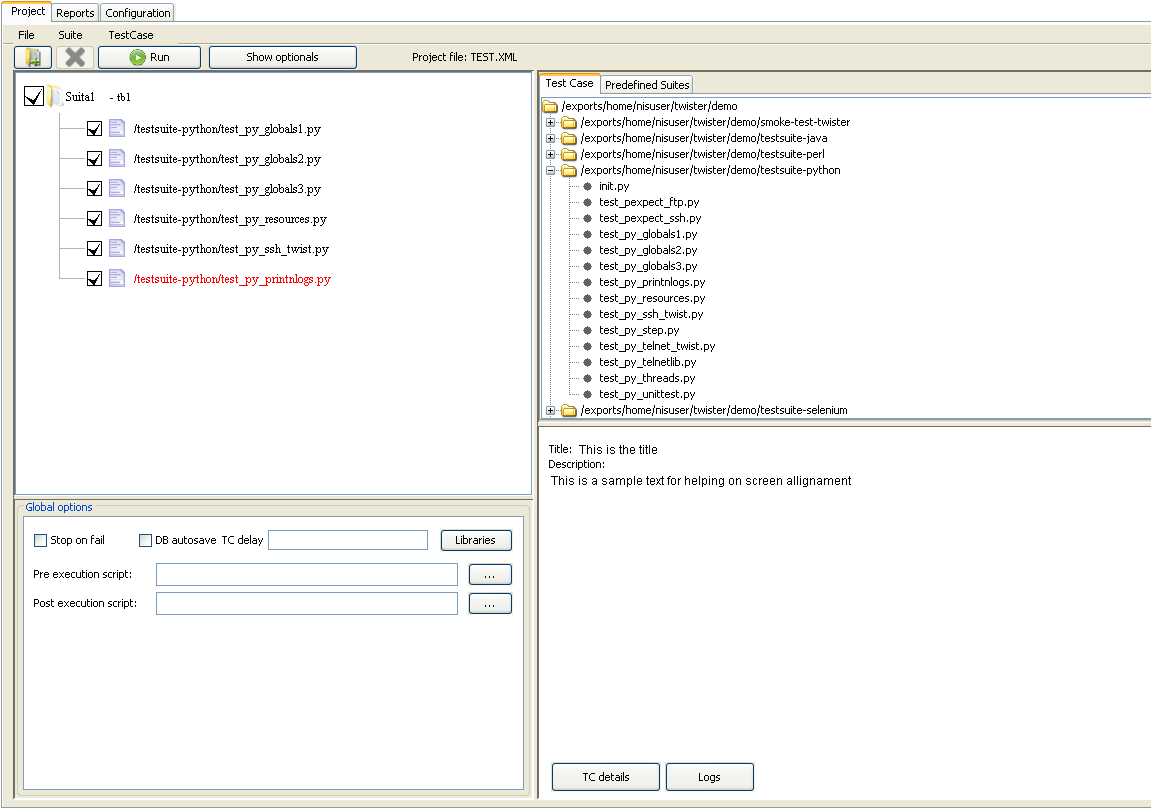 Project Reports Configuration
File Suite TestCase
Run Show optionals Project file: TEST.XML
Suita1 - tb1
/testsuite-python/test_py_globals1.py
/testsuite-python/test_py_globals2.py
/testsuite-python/test_py_globals3.py
/testsuite-python/test_py_resources.py
/testsuite-python/test_py_ssh_twist.py
/testsuite-python/test_py_printnlogs.py
Test Case Predefined Suites
/exports/home/nisuser/twister/demo
/exports/home/nisuser/twister/demo/smoke-test-twister
/exports/home/nisuser/twister/demo/testsuite-java
/exports/home/nisuser/twister/demo/testsuite-perl
/exports/home/nisuser/twister/demo/testsuite-python
init.py
test_pexpect_ftp.py
test_pexpect_ssh.py
test_py_globals1.py
test_py_globals2.py
test_py_globals3.py
test_py_printnlogs.py
test_py_resources.py
test_py_ssh_twist.py
test_py_step.py
test_py_telnet_twist.py
test_py_telnetlib.py
test_py_threads.py
test_py_unittest.py
/exports/home/nisuser/twister/demo/testsuite-selenium
Global options
Stop on fail DB autosave TC delay Libraries
Pre execution script: ...
Post execution script: ...
Title: This is the title
Description:
This is a sample text for helping on screen allignament
TC details Logs